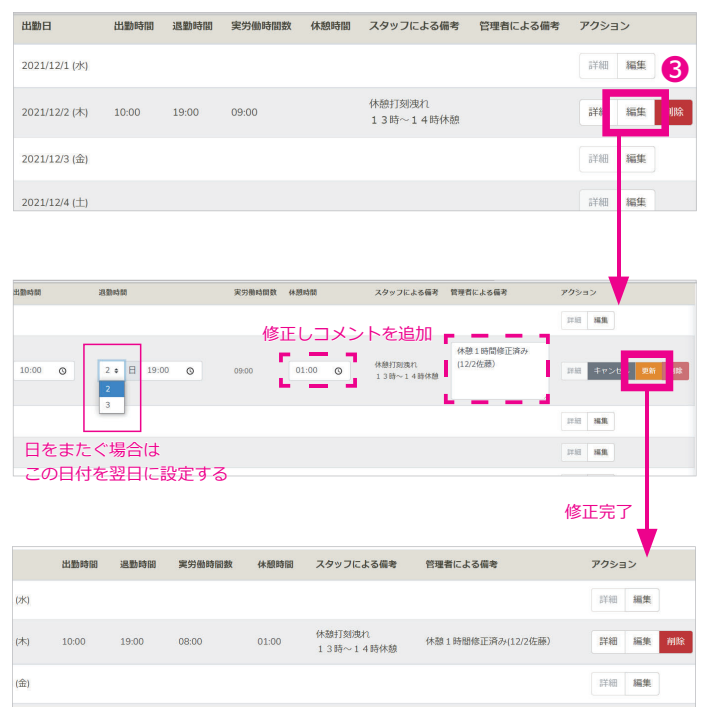 出勤日 出勤時間 退勤時間 実労働時間数 休憩時間 スタッフによる備考 管理者による備考 アクション
2021/12/1 (水) 詳細 編集
❸
2021/12/2 (木) 10:00 19:00 09:00 休憩打刻洩れ
13時～14時休憩 詳細 編集 削除
2021/12/3 (金) 詳細 編集
2021/12/4 (土) 詳細 編集
出勤時間 退勤時間 実労働時間数 休憩時間 スタッフによる備考 管理者による備考 アクション
詳細 編集
修正しコメントを追加
休憩1時間修正済み
(12/2佐藤)
10:00 2 日 19:00 09:00 01:00 休憩打刻洩れ
13時～14時休憩 詳細 キャンセル 更新 削除
2
3
詳細 編集
日をまたぐ場合は
この日付を翌日に設定する
詳細 編集
修正完了
出勤時間 退勤時間 実労働時間数 休憩時間 スタッフによる備考 管理者による備考 アクション
(水) 詳細 編集
(木) 10:00 19:00 08:00 01:00 休憩打刻洩れ
13時～14時休憩 休憩1時間修正済み(12/2佐藤) 詳細 編集 削除
(金) 詳細 編集